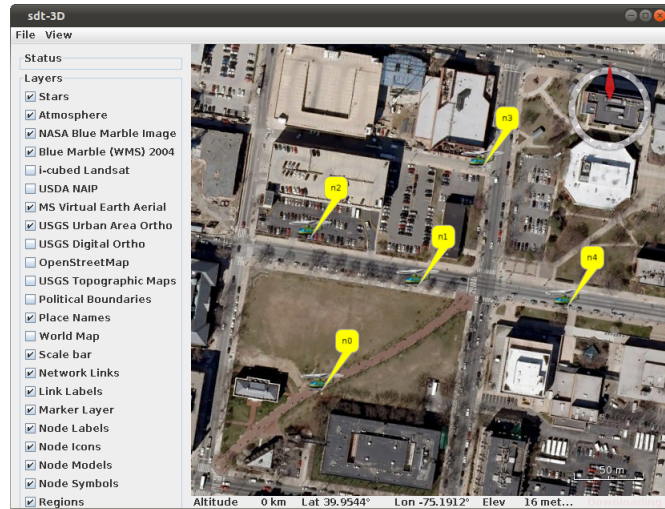 sdt-3D
File View
Status
Layers
Stars
Atmosphere
NASA Blue Marble Image
Blue Marble (WMS) 2004
i-cubed Landsat
USDA NAIP
MS Virtual Earth Aerial
USGS Urban Area Ortho
USGS Digital Ortho
OpenStreetMap
USGS Topographic Maps
Political Boundaries
Place Names
World Map
Scale bar
Network Links
Link Labels
Marker Layer
Node Labels
Node Icons
Node Models
Node Symbols
Regions
n3
n2
n1
n4
n0
50 m
Altitude 0 km Lat 39.9544° Lon -75.1912° Elev 16 met...